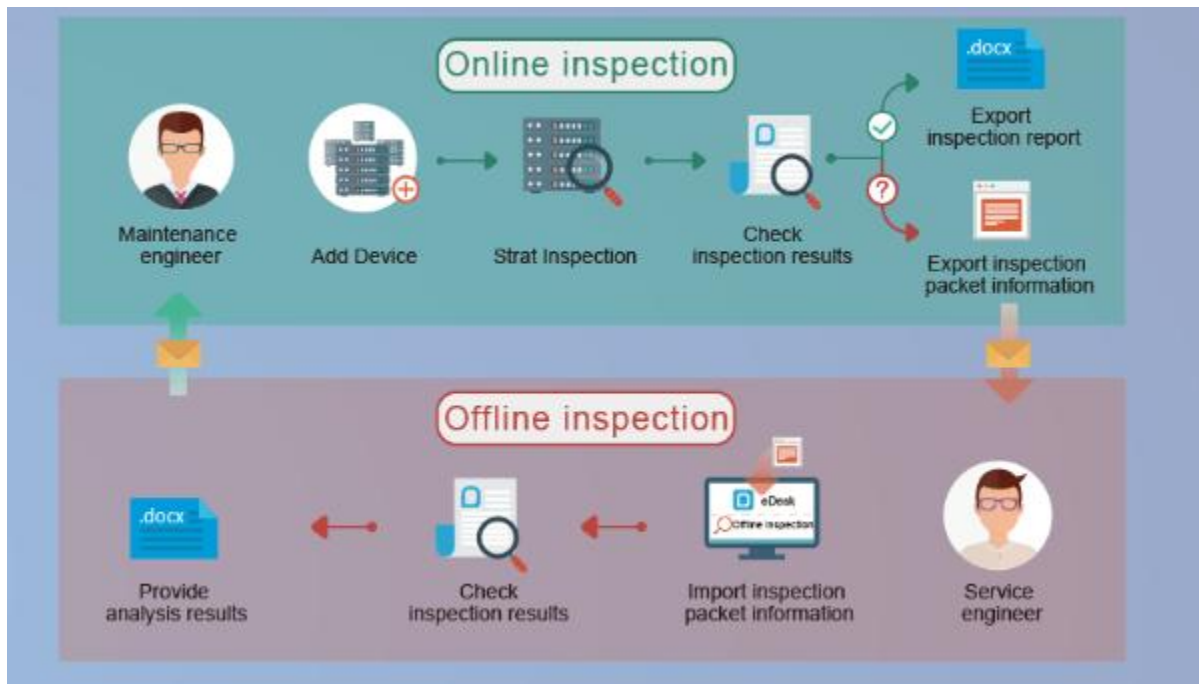 Online inspection
.docx
Export
inspection report
Maintenance
engineer
Add Device
Strat Inspection
Check
inspection results
?
Export inspection
packet information
Offline inspection
.docx
Provide
analysis results
Check
inspection results
eDesk
Offline inspection
Import inspection
packet information
Service
engineer